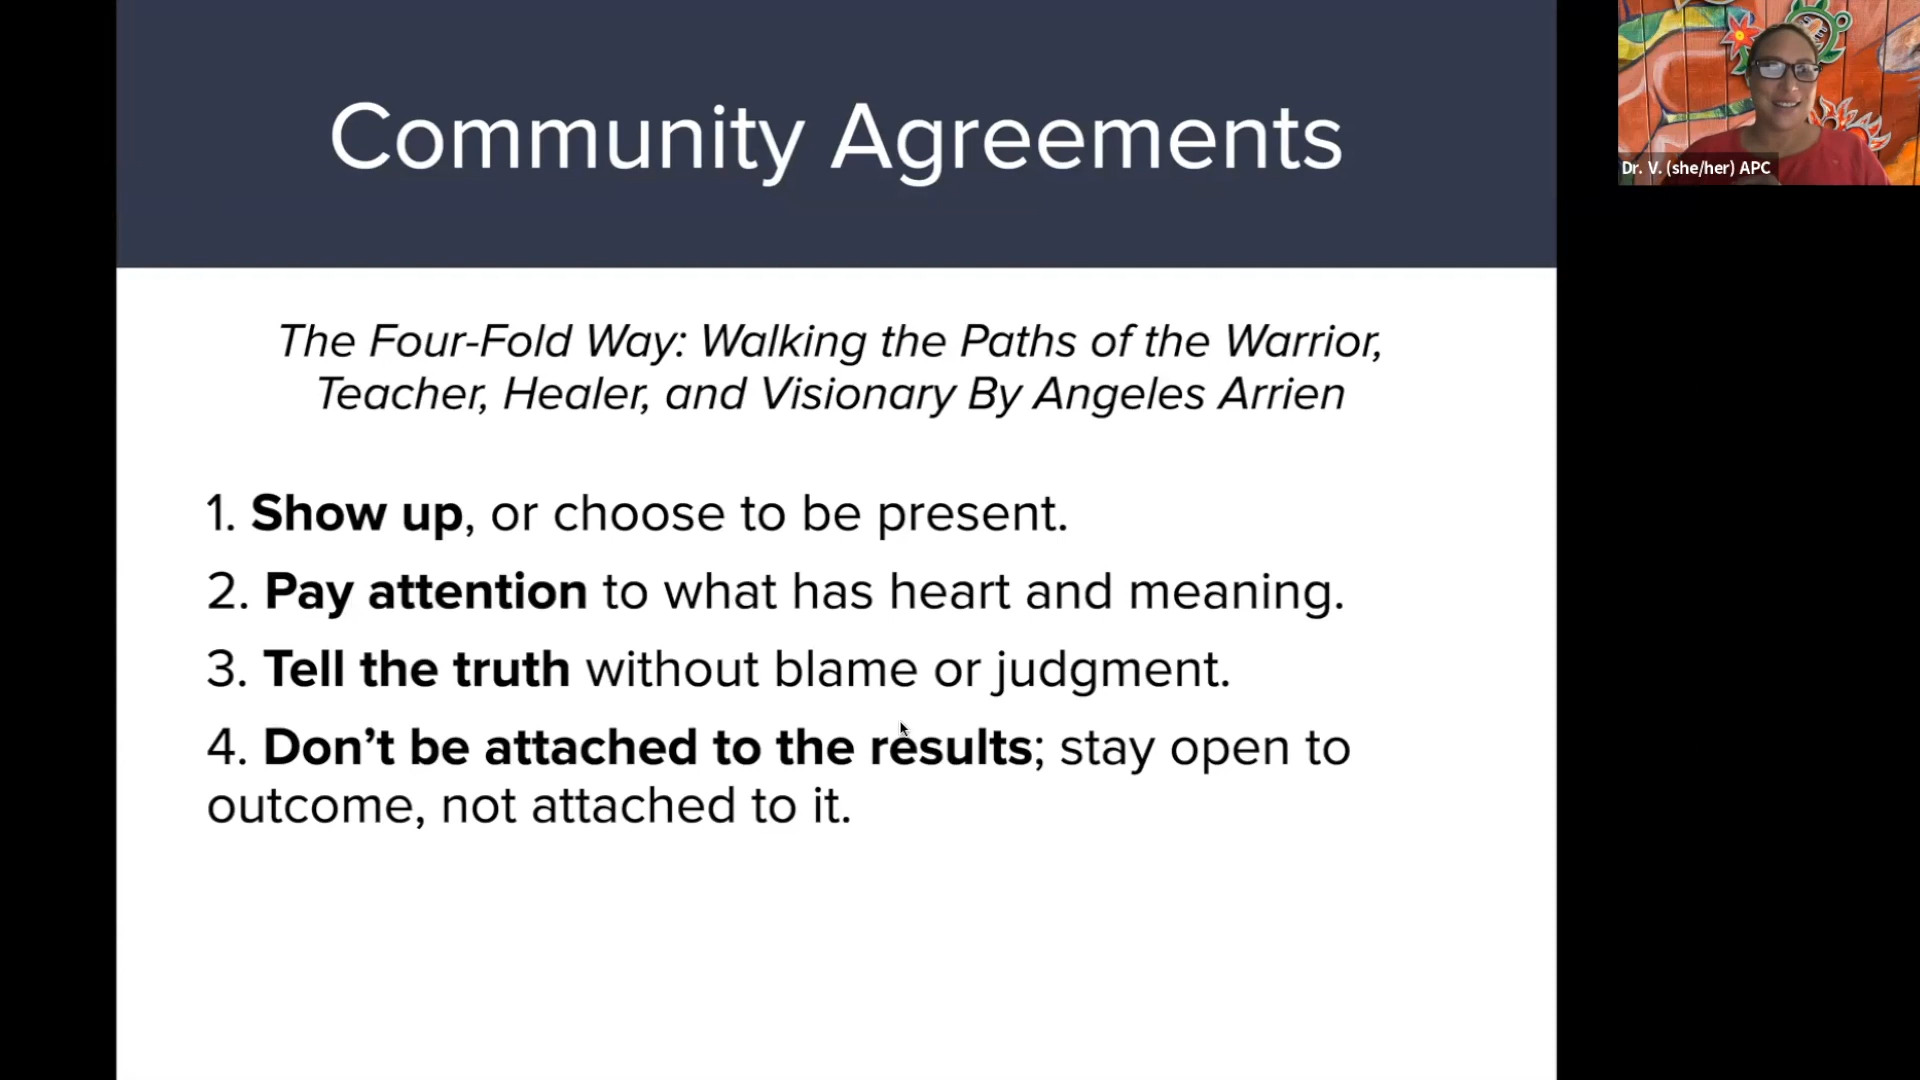 Community Agreements
Dr. V. (she/her) APC
The Four-Fold Way: Walking the Paths of the Warrior,
Teacher, Healer, and Visionary By Angeles Arrien
1. Show up, or choose to be present.
2. Pay attention to what has heart and meaning.
3. Tell the truth without blame or judgment.
4. Don’t be attached to the results; stay open to
outcome, not attached to it.